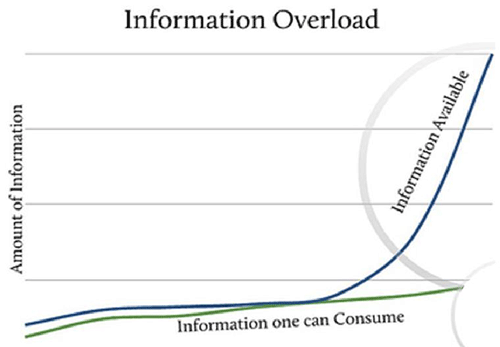 Information Overload
Amount of Information
Information Available
Information one can Consume